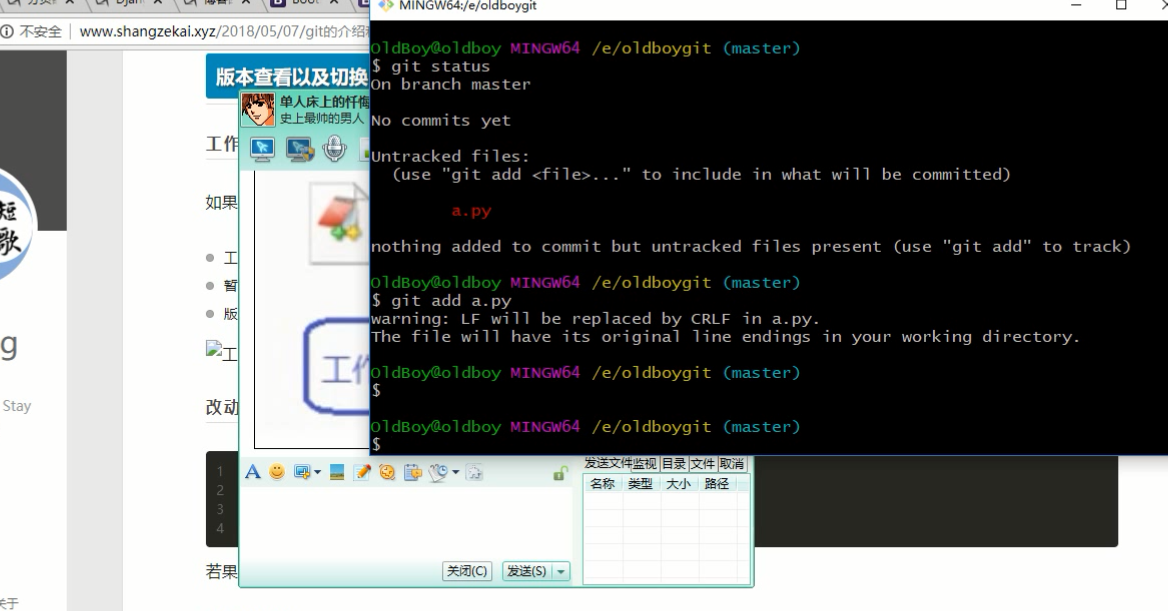 MINGW64:/e/oldboygit
不安全 | www.shangzekai.xyz/2018/05/07/git的介绍
版本查看以及切换
单人床上的忏悔
史上最帅的男人
工作
如果
工
暂
版
工
改动
1
2
3
4
若果
短
歌
g
Stay
关于
工作
OldBoy@oldboy MINGW64 /e/oldboygit (master)
$ git status
On branch master
No commits yet
Untracked files:
(use "git add <file>..." to include in what will be committed)
a.py
nothing added to commit but untracked files present (use "git add" to track)
OldBoy@oldboy MINGW64 /e/oldboygit (master)
$ git add a.py
warning: LF will be replaced by CRLF in a.py.
The file will have its original line endings in your working directory.
OldBoy@oldboy MINGW64 /e/oldboygit (master)
$
OldBoy@oldboy MINGW64 /e/oldboygit (master)
$
发送文件 监视 目录 文件 取消
名称 类型 大小 路径
关闭(C) 发送(S)